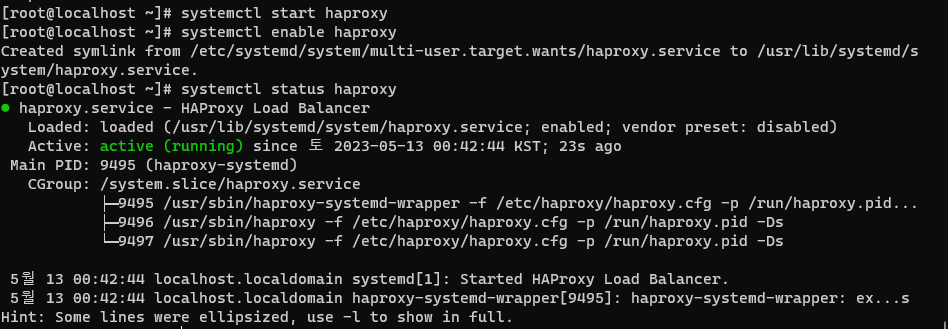 [root@localhost ~]# systemctl start haproxy
[root@localhost ~]# systemctl enable haproxy
Created symlink from /etc/systemd/system/multi-user.target.wants/haproxy.service to /usr/lib/systemd/s
ystem/haproxy.service.
[root@localhost ~]# systemctl status haproxy
● haproxy.service - HAProxy Load Balancer
   Loaded: loaded (/usr/lib/systemd/system/haproxy.service; enabled; vendor preset: disabled)
   Active: active (running) since 토 2023-05-13 00:42:44 KST; 23s ago
 Main PID: 9495 (haproxy-systemd)
   CGroup: /system.slice/haproxy.service
           ├─9495 /usr/sbin/haproxy-systemd-wrapper -f /etc/haproxy/haproxy.cfg -p /run/haproxy.pid...
           ├─9496 /usr/sbin/haproxy -f /etc/haproxy/haproxy.cfg -p /run/haproxy.pid -Ds
           └─9497 /usr/sbin/haproxy -f /etc/haproxy/haproxy.cfg -p /run/haproxy.pid -Ds

 5월 13 00:42:44 localhost.localdomain systemd[1]: Started HAProxy Load Balancer.
 5월 13 00:42:44 localhost.localdomain haproxy-systemd-wrapper[9495]: haproxy-systemd-wrapper: ex...s
Hint: Some lines were ellipsized, use -l to show in full.